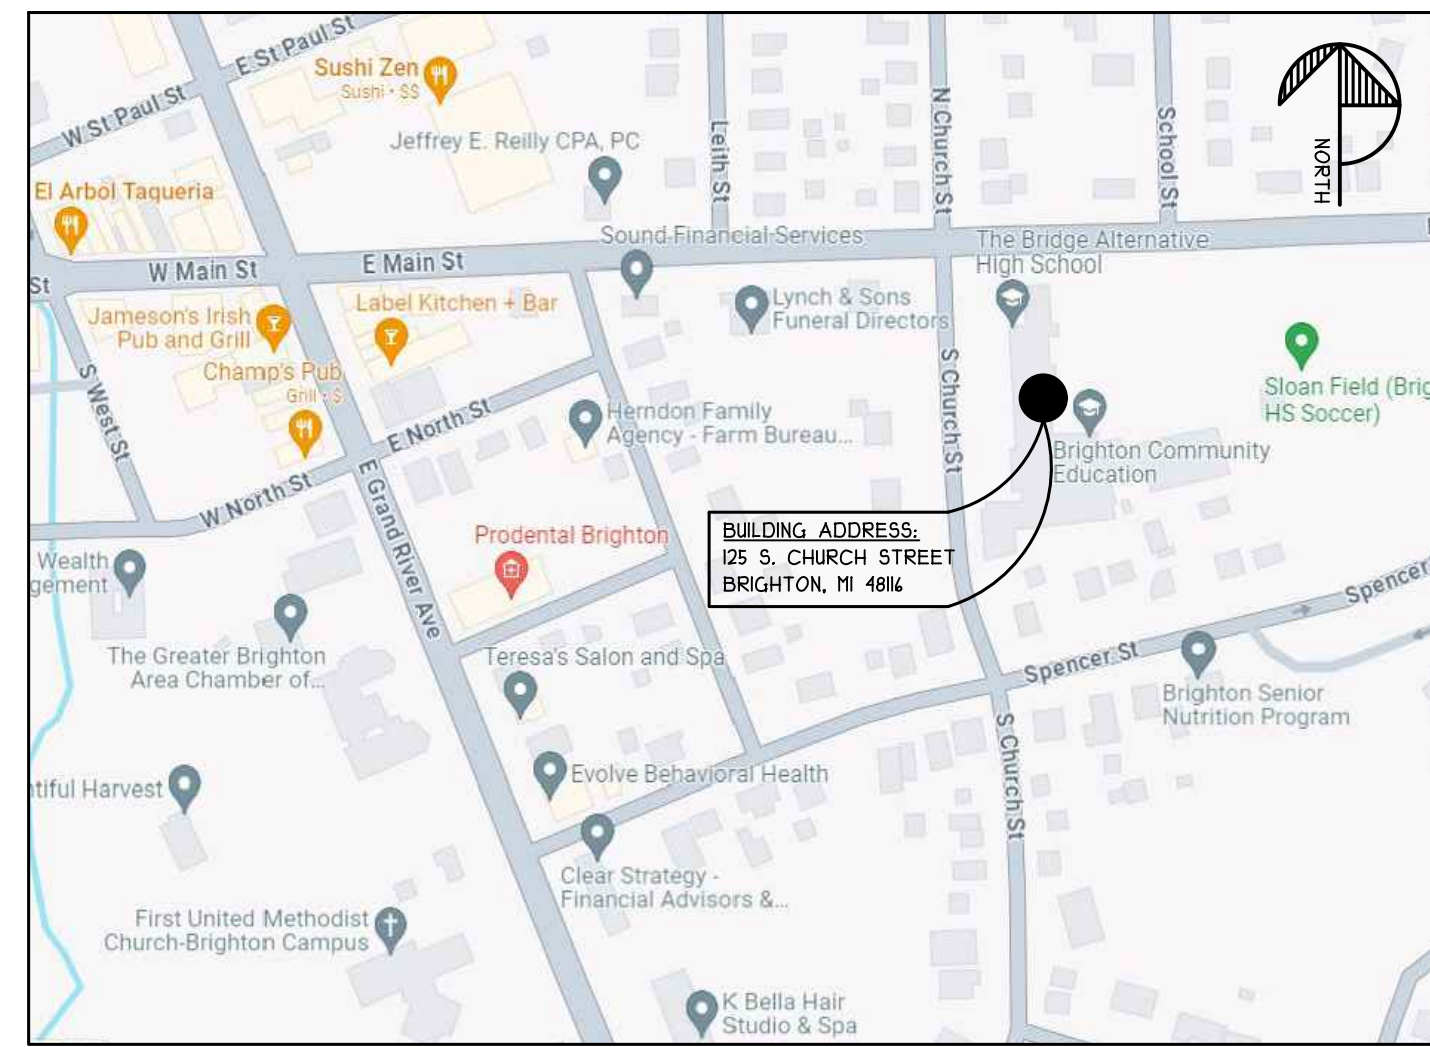 E St Paul St
Sushi Zen
Sushi • $$
W St Paul St
Jeffrey E. Reilly CPA, PC
Leith St
N Church St
School St
NORTH
El Arbol Taqueria
Sound Financial Services
The Bridge Alternative
High School
W Main St
E Main St
St
Jameson's Irish
Pub and Grill
Label Kitchen + Bar
Lynch & Sons
Funeral Directors
Champ's Pub
Grill • $
S West St
S Church St
Sloan Field (Brig
HS Soccer)
E North St
Herndon Family
Agency - Farm Bureau...
Brighton Community
Education
W North St
E Grand River Ave
Prodental Brighton
BUILDING ADDRESS:
125 S. CHURCH STREET
BRIGHTON, MI 48116
Wealth
gement
Spencer
The Greater Brighton
Area Chamber of...
Teresa's Salon and Spa
Spencer St
Brighton Senior
Nutrition Program
S Church St
ntiful Harvest
Evolve Behavioral Health
Clear Strategy -
Financial Advisors &...
First United Methodist
Church-Brighton Campus
K Bella Hair
Studio & Spa